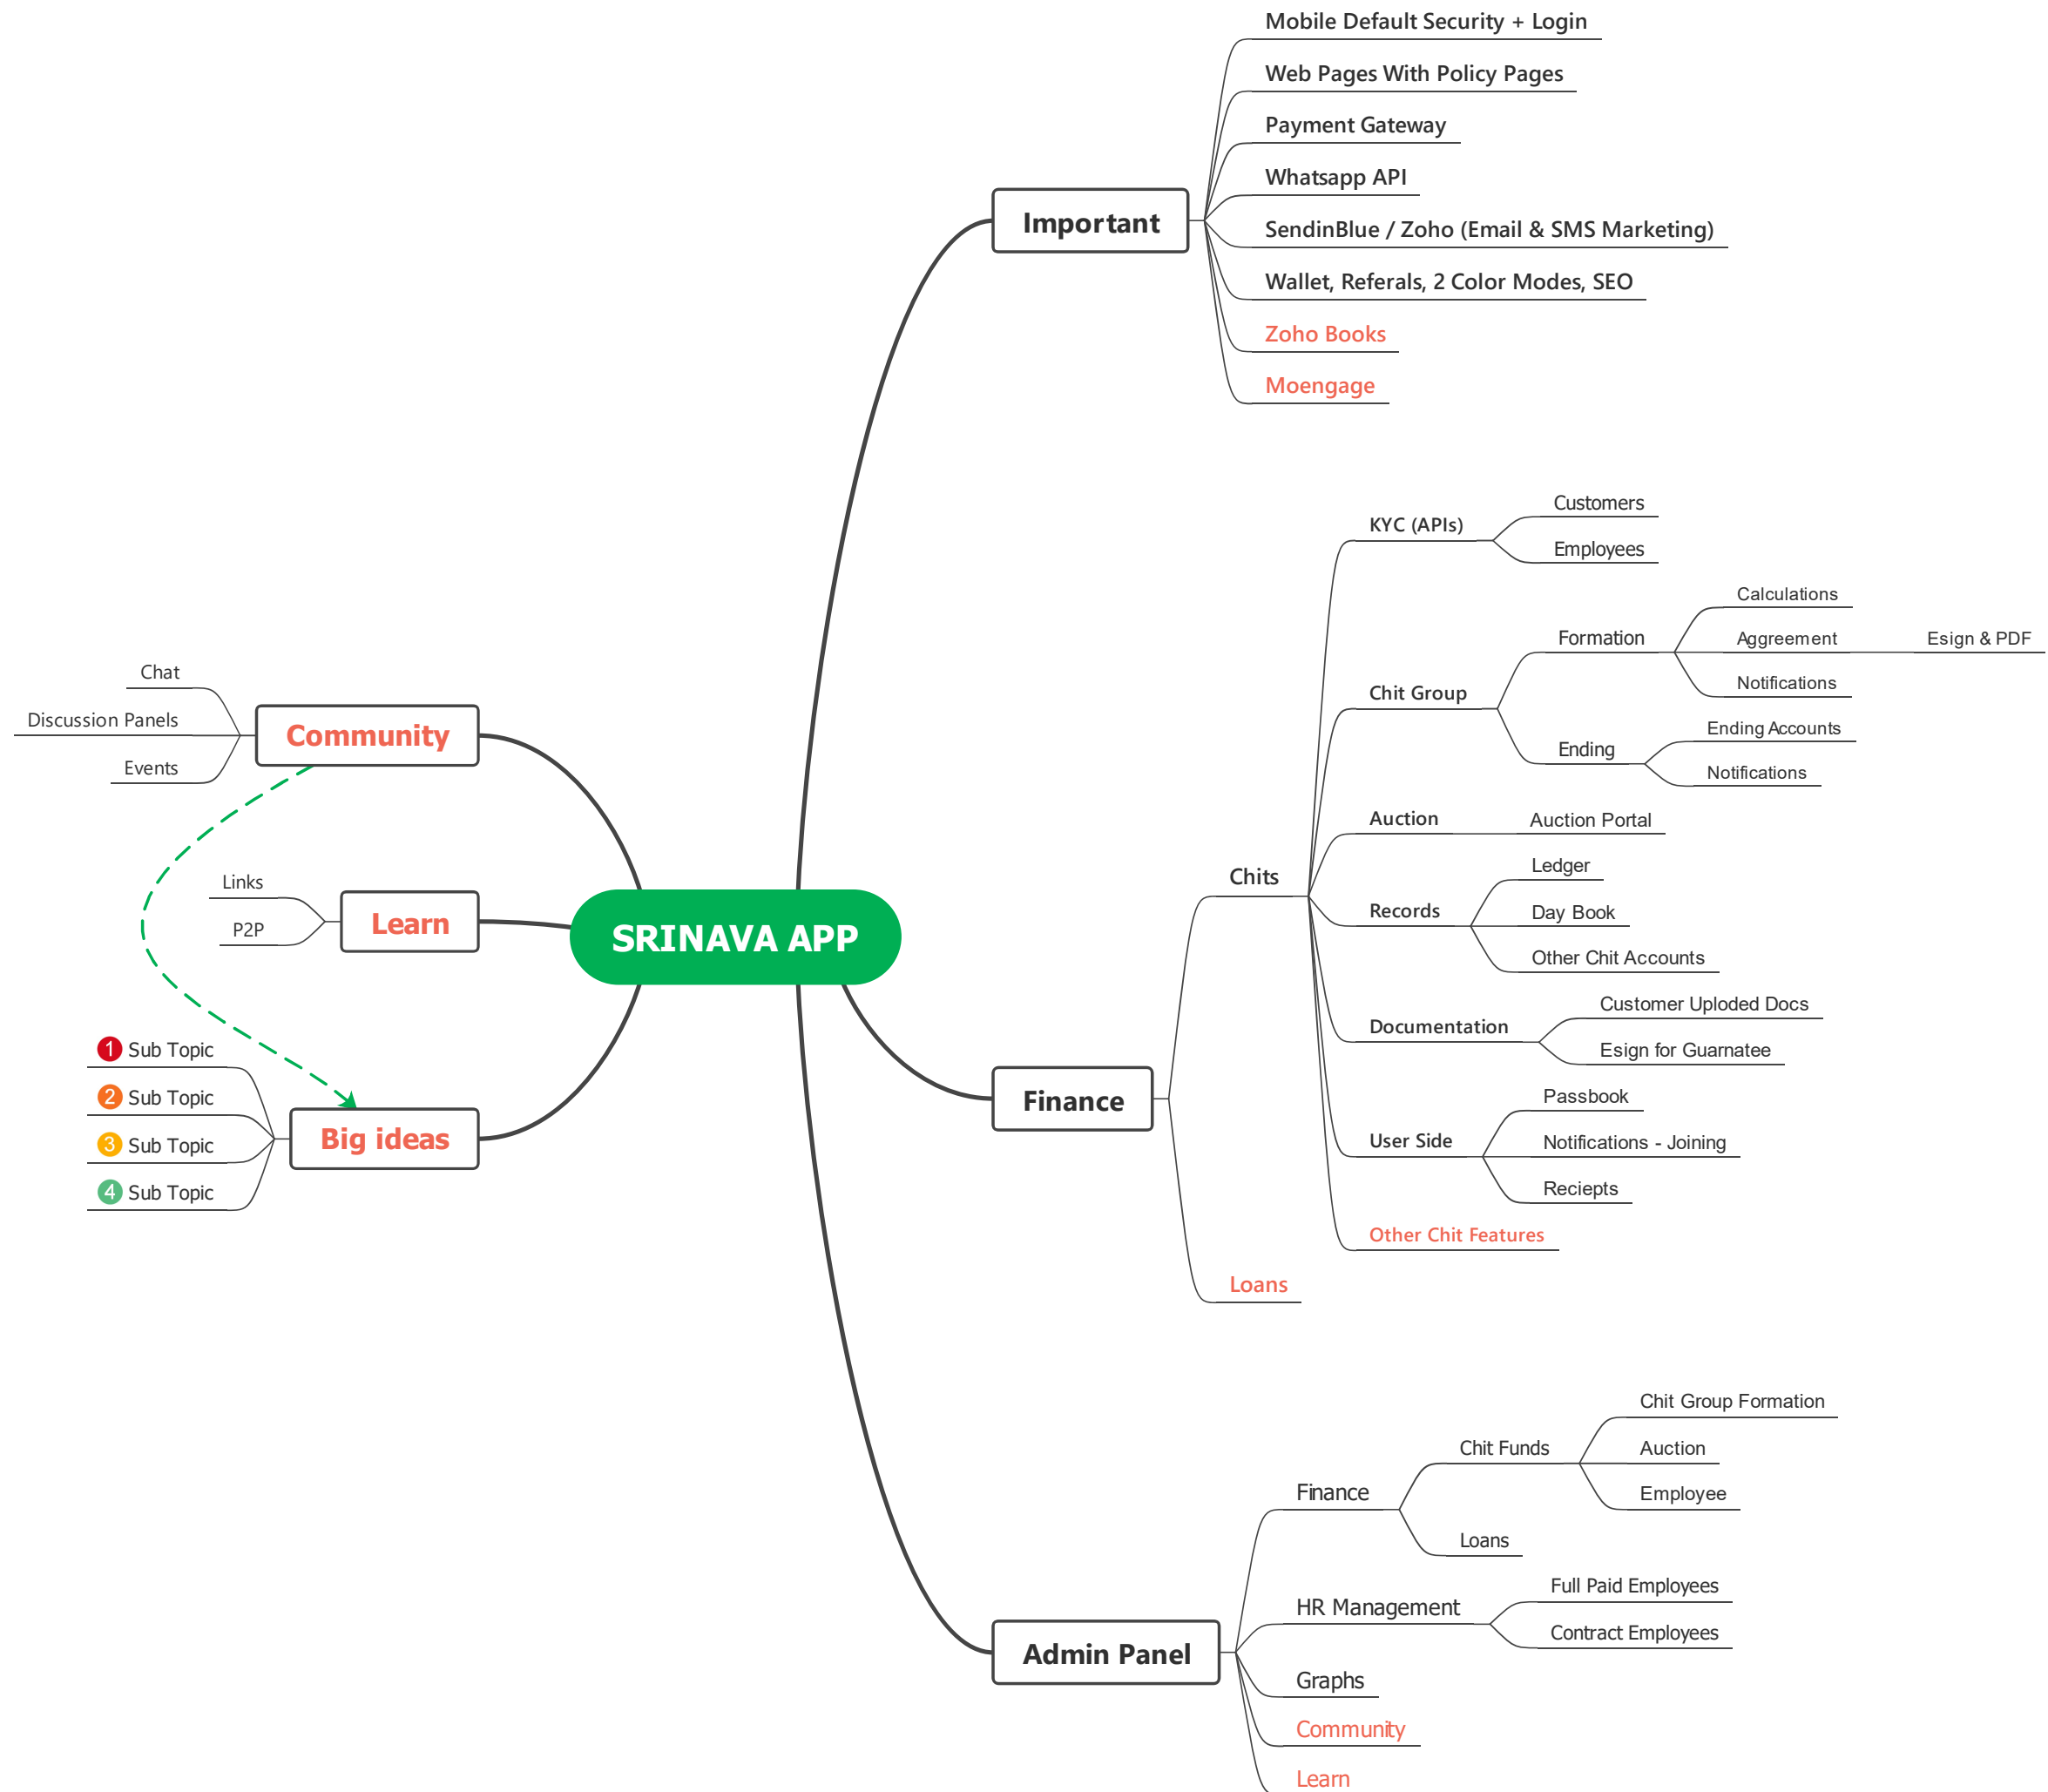 SRINAVA APP
Important
Mobile Default Security + Login
Web Pages With Policy Pages
Payment Gateway
Whatsapp API
SendinBlue / Zoho (Email & SMS Marketing)
Wallet, Referals, 2 Color Modes, SEO
Zoho Books
Moengage
Finance
Chits
KYC (APIs)
Customers
Employees
Chit Group
Formation
Calculations
Aggreement
Esign & PDF
Notifications
Ending
Ending Accounts
Notifications
Auction
Auction Portal
Records
Ledger
Day Book
Other Chit Accounts
Documentation
Customer Uploded Docs
Esign for Guarnatee
User Side
Passbook
Notifications - Joining
Reciepts
Other Chit Features
Loans
Admin Panel
Finance
Chit Funds
Chit Group Formation
Auction
Employee
Loans
HR Management
Full Paid Employees
Contract Employees
Graphs
Community
Learn
Community
Chat
Discussion Panels
Events
Learn
Links
P2P
Big ideas
1 Sub Topic
2 Sub Topic
3 Sub Topic
4 Sub Topic